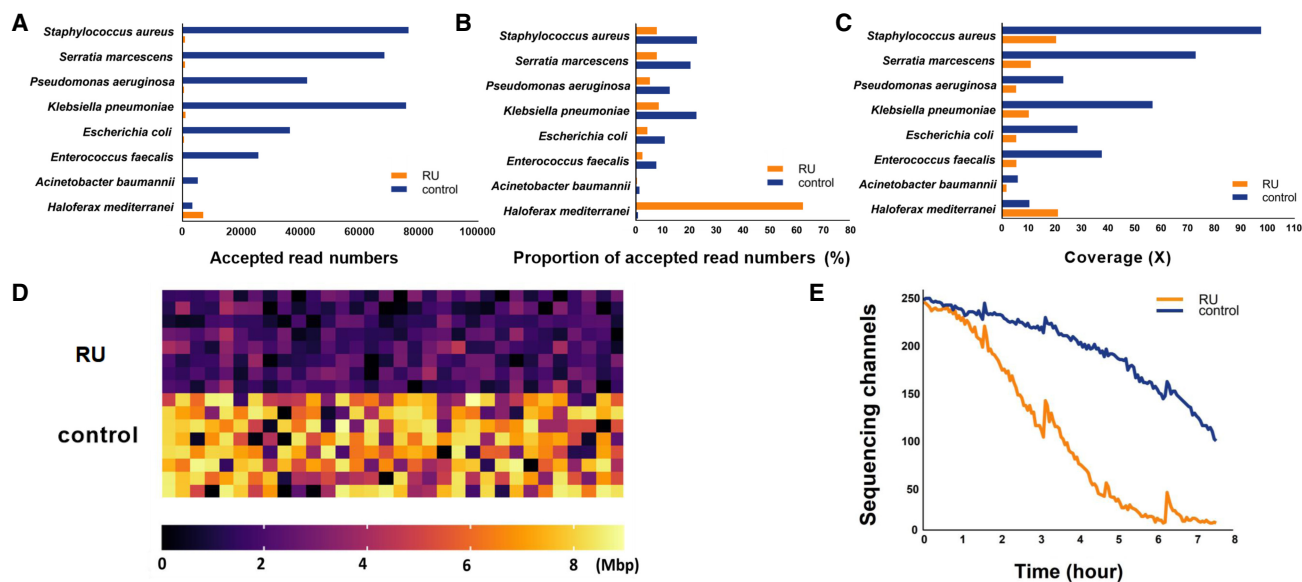 A
Staphylococcus aureus
Serratia marcescens
Pseudomonas aeruginosa
Klebsiella pneumoniae
Escherichia coli
Enterococcus faecalis
Acinetobacter baumannii
Haloferax mediterranei
RU
control
0 20000 40000 60000 80000 100000
Accepted read numbers
B
Staphylococcus aureus
Serratia marcescens
Pseudomonas aeruginosa
Klebsiella pneumoniae
Escherichia coli
Enterococcus faecalis
Acinetobacter baumannii
Haloferax mediterranei
RU
control
0 10 20 30 40 50 60 70 80
Proportion of accepted read numbers (%)
C
Staphylococcus aureus
Serratia marcescens
Pseudomonas aeruginosa
Klebsiella pneumoniae
Escherichia coli
Enterococcus faecalis
Acinetobacter baumannii
Haloferax mediterranei
RU
control
0 10 20 30 40 50 60 70 80 90 100 110
Coverage (X)
D
RU
control
0 2 4 6 8 (Mbp)
E
RU
control
Sequencing channels
250
200
150
100
50
0
0 1 2 3 4 5 6 7 8
Time (hour)